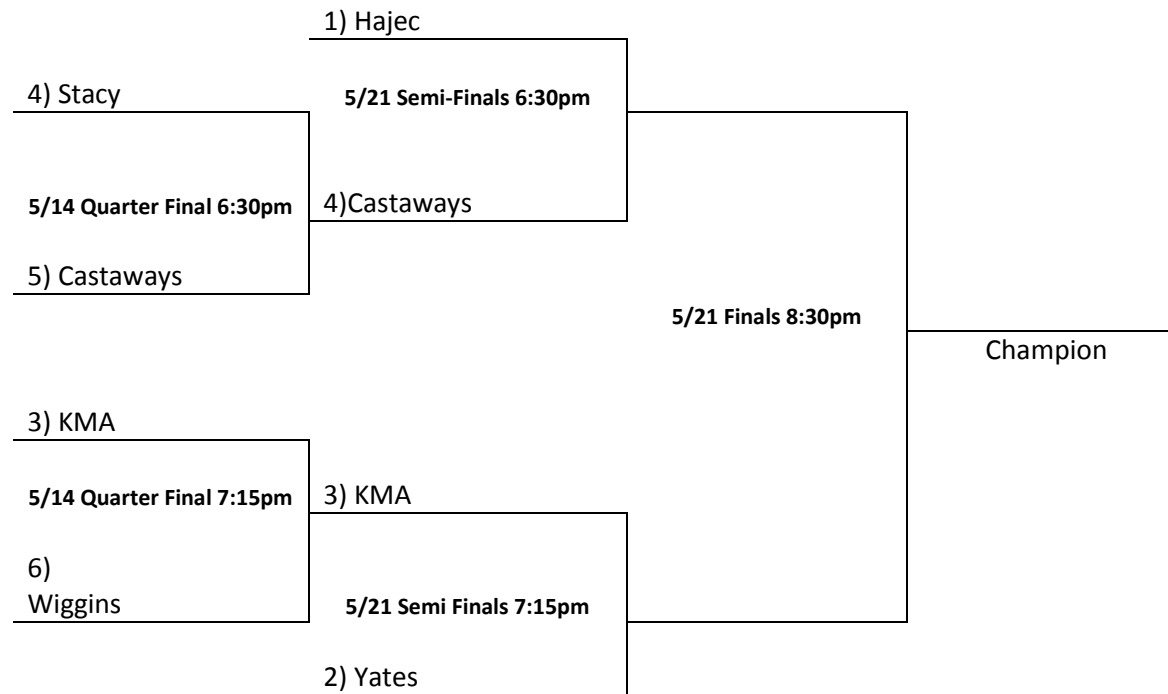 1) Hajec
4) Stacy
5/21 Semi-Finals 6:30pm
5/14 Quarter Final 6:30pm
4)Castaways
5) Castaways
5/21 Finals 8:30pm
Champion
3) KMA
5/14 Quarter Final 7:15pm
3) KMA
6)
Wiggins
5/21 Semi Finals 7:15pm
2) Yates